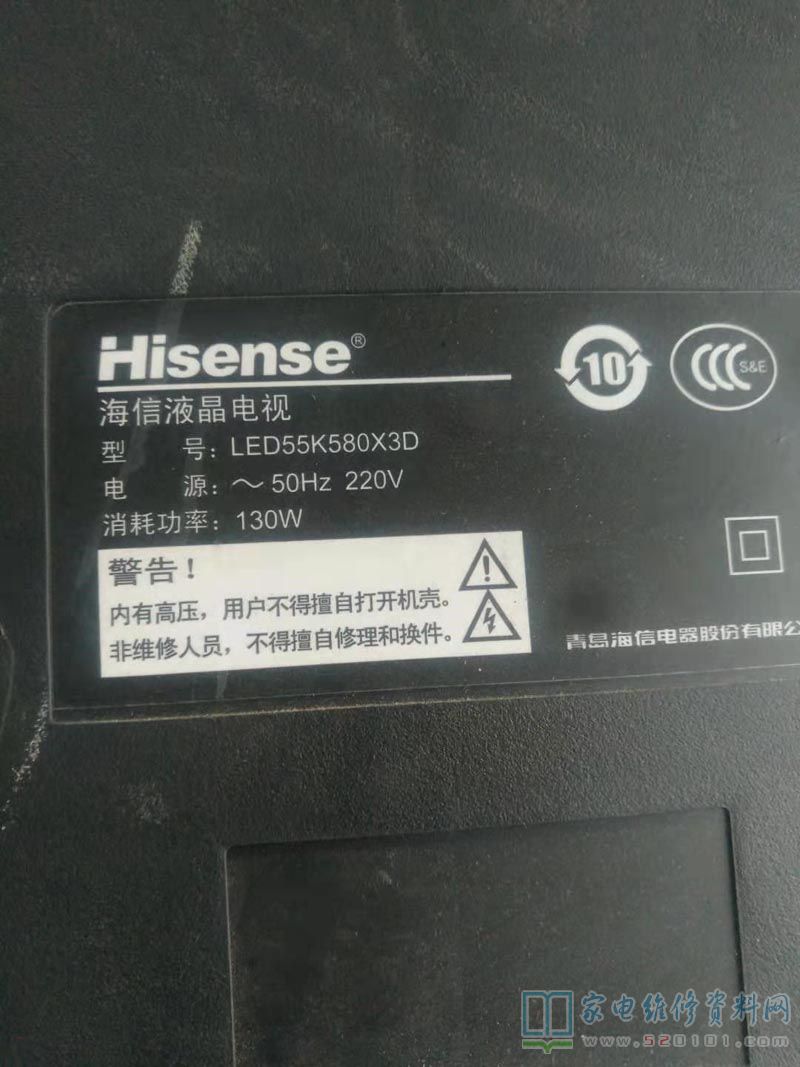 Hisense®
海信液晶电视
型 号：LED55K580X3D
电 源：～ 50Hz 220V
消耗功率：130W
警告！
内有高压，用户不得擅自打开机壳。
非维修人员，不得擅自修理和换件。
10
CCC S&E
青岛海信电器股份有限公
家电维修资料网
www.520101.com